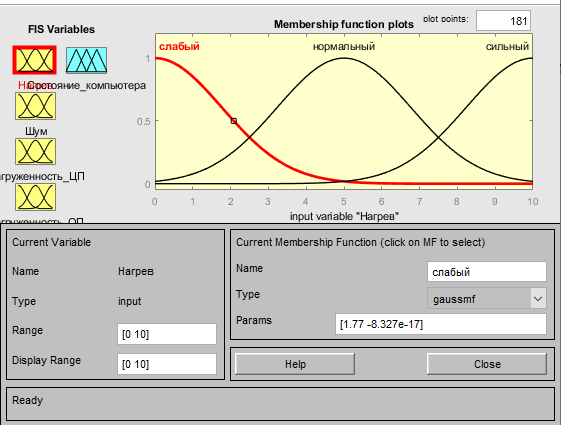 FIS Variables
Membership function plots
plot points:
181
слабый
нормальный
сильный
1
0.5
0
0 1 2 3 4 5 6 7 8 9 10
input variable "Нагрев"
Состояние_компьютера
Шум
агруженность_ЦП
агруженность_ОП
Current Variable
Name
Нагрев
Type
input
Range
[0 10]
Display Range
[0 10]
Current Membership Function (click on MF to select)
Name
слабый
Type
gaussmf
Params
[1.77 -8.327e-17]
Help
Close
Ready